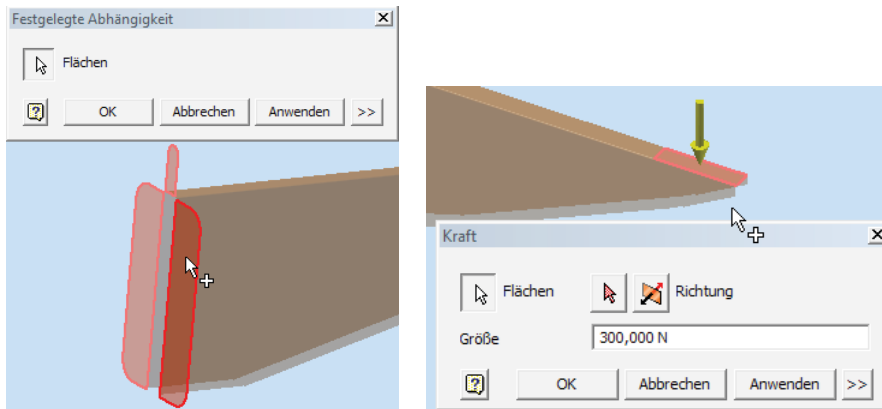 Festgelegte Abhängigkeit
Flächen
OK Abbrechen Anwenden >>
Kraft
Flächen Richtung
Größe 300,000 N
OK Abbrechen Anwenden >>